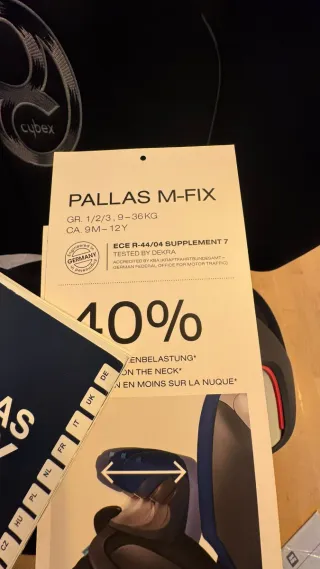 cybex
PALLAS M-FIX
GR. 1/2/3, 9–36KG
CA. 9M–12Y
GERMANY
ECE R-44/04 SUPPLEMENT 7
TESTED BY DEKRA
ACCREDITED BY KRAFTFAHRTBUNDESAMT –
GERMAN FEDERAL OFFICE FOR MOTOR TRAFFIC
40%
ENBELASTUNG*
ON THE NECK*
N EN MOINS SUR LA NUQUE*
AS
DE
UK
IT
FR
NL
PL
HU
CZ